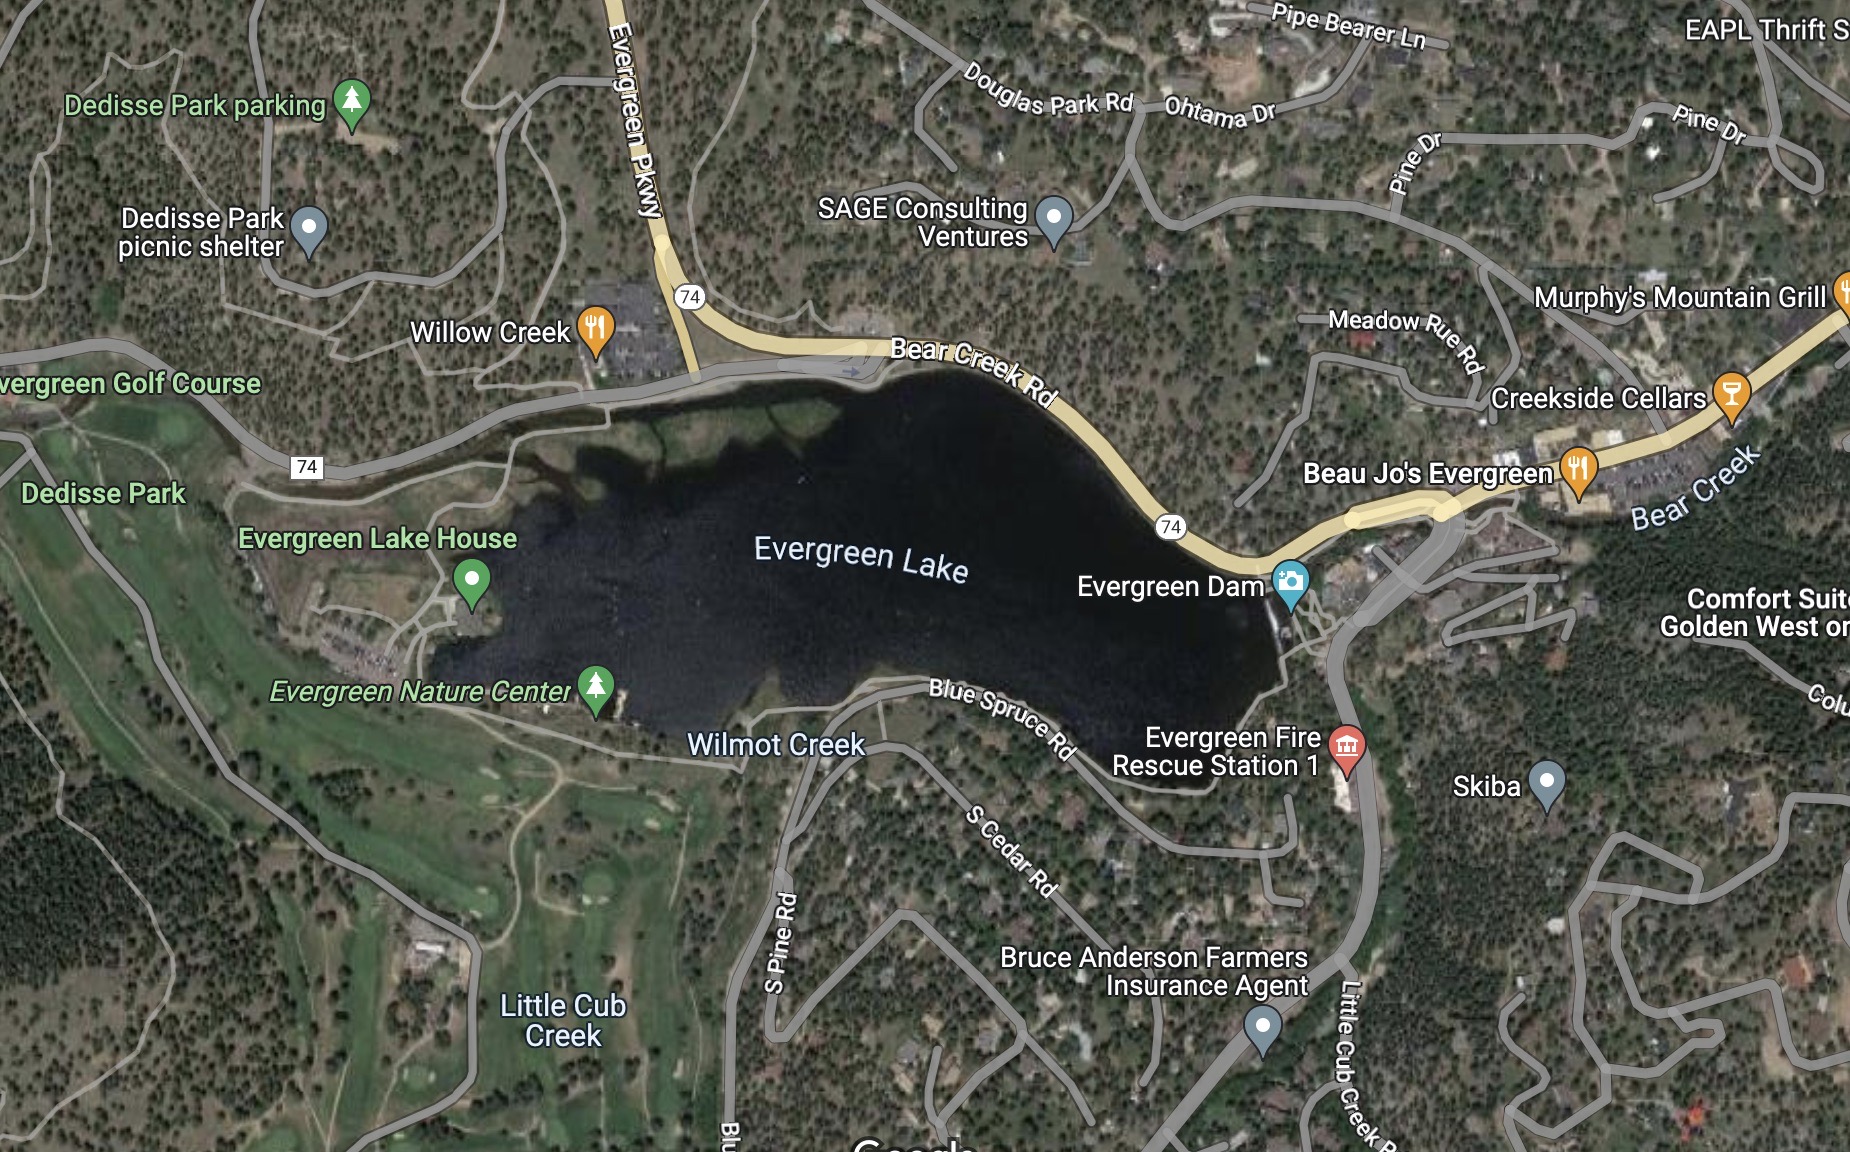 Pipe Bearer Ln
EAPL Thrift S
Evergreen Pkwy
Douglas Park Rd
Ohtama Dr
Dedisse Park parking
Pine Dr
Pine Dr
Dedisse Park
picnic shelter
SAGE Consulting
Ventures
74
Murphy's Mountain Grill
Willow Creek
Meadow Rue Rd
Bear Creek Rd
vergreen Golf Course
Creekside Cellars
74
Beau Jo's Evergreen
Bear Creek
Dedisse Park
74
Evergreen Lake House
Evergreen Lake
Evergreen Dam
Comfort Suit
Golden West or
Evergreen Nature Center
Blue Spruce Rd
Colu
Wilmot Creek
Evergreen Fire
Rescue Station 1
Skiba
S Cedar Rd
S Pine Rd
Bruce Anderson Farmers
Insurance Agent
Little Cub
Creek
Little Cub Creek R
Blu
Google